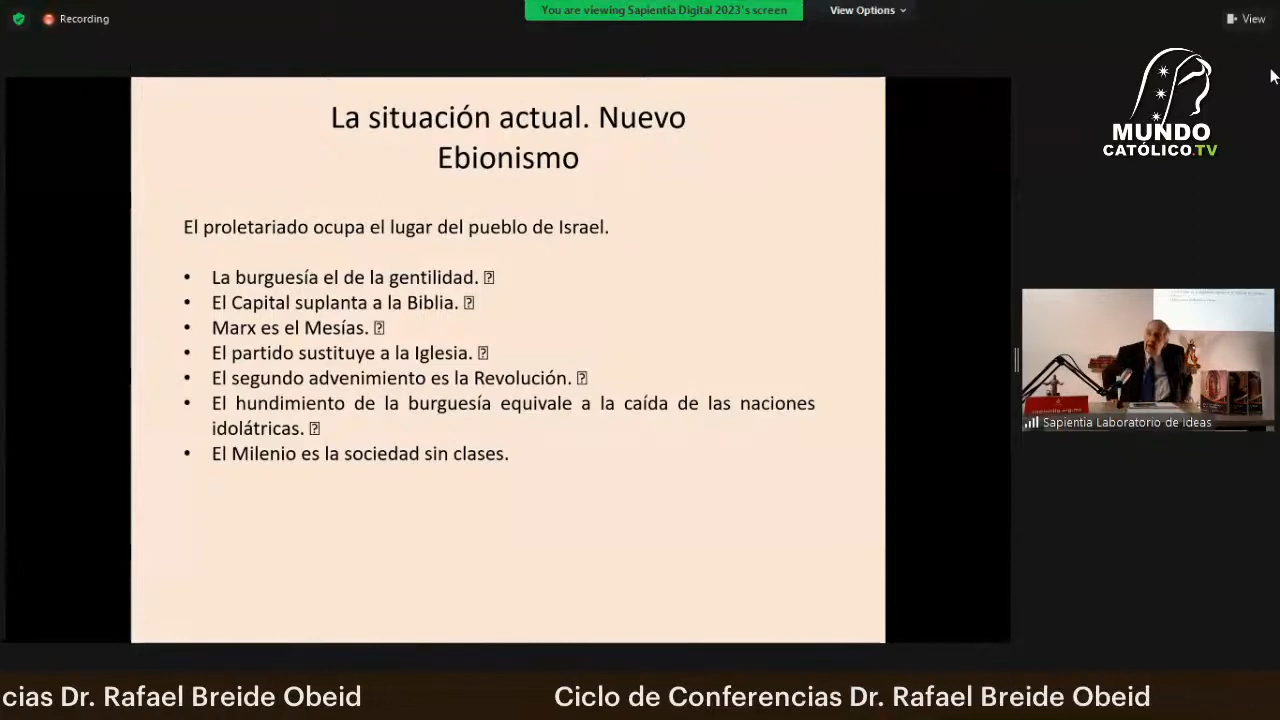 Recording
You are viewing Sapientia Digital 2023's screen
View Options
View
MUNDO
CATÓLICO.TV
La situación actual. Nuevo
Ebionismo
El proletariado ocupa el lugar del pueblo de Israel.
• La burguesía el de la gentilidad. ⍰
• El Capital suplanta a la Biblia. ⍰
• Marx es el Mesías. ⍰
• El partido sustituye a la Iglesia. ⍰
• El segundo advenimiento es la Revolución. ⍰
• El hundimiento de la burguesía equivale a la caída de las naciones
idolátricas. ⍰
• El Milenio es la sociedad sin clases.
Sapientia Laboratorio de Ideas
cias Dr. Rafael Breide Obeid
Ciclo de Conferencias Dr. Rafael Breide Obeid